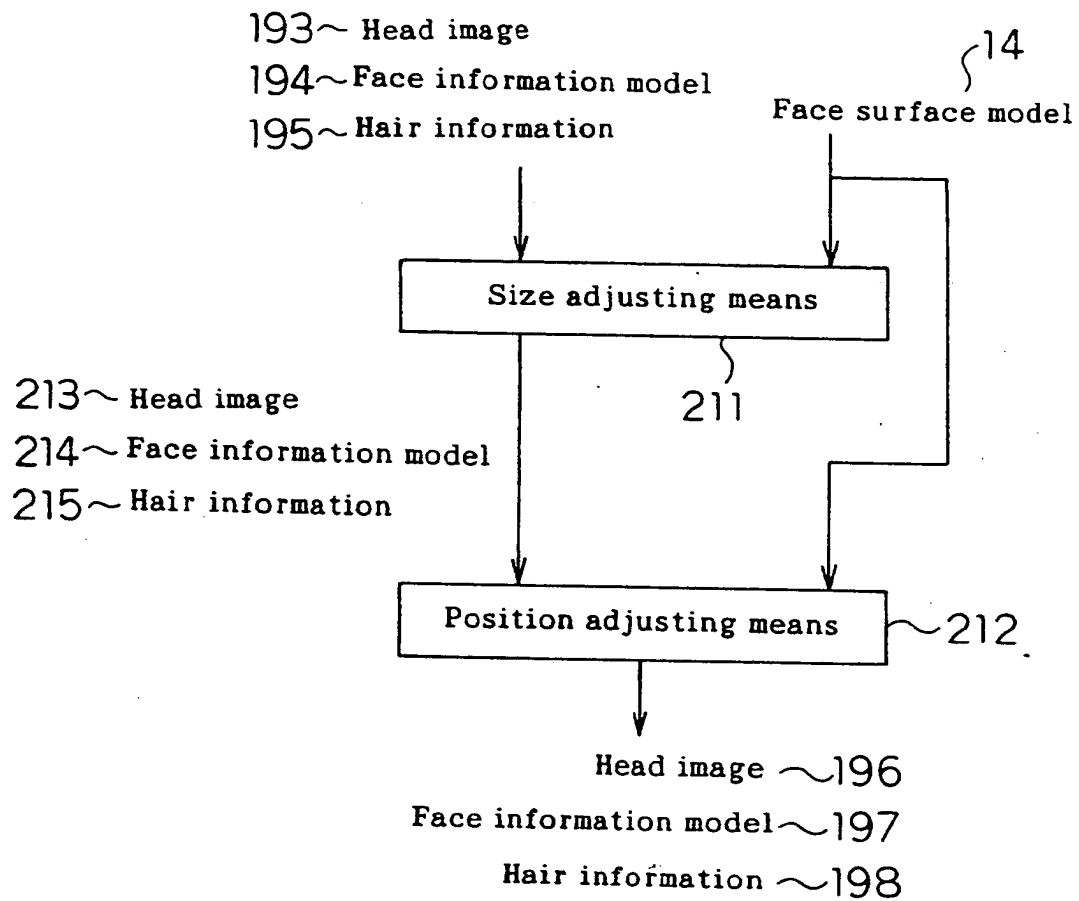 193 Head image
194 Face information model
195 Hair information
14
Face surface model
Size adjusting means
211
213 Head image
214 Face information model
215 Hair information
Position adjusting means
212
Head image 196
Face information model 197
Hair information 198